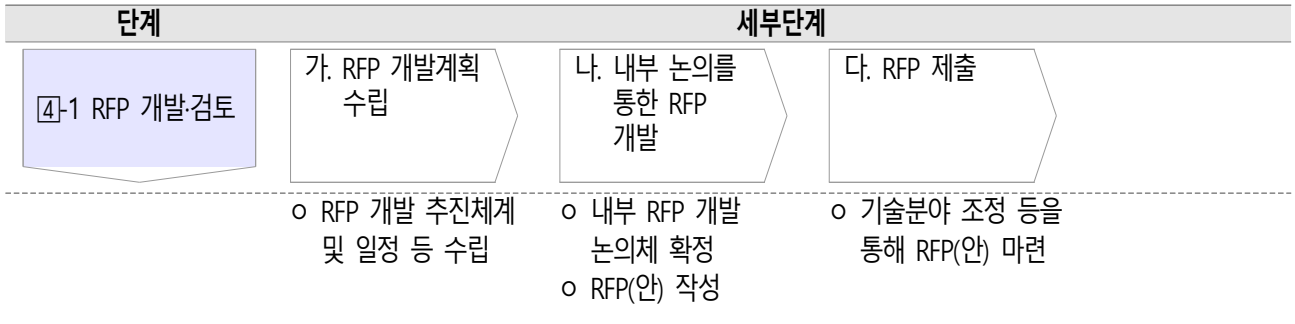 단계 세부단계
4-1 RFP 개발·검토
가. RFP 개발계획
수립
나. 내부 논의를
통한 RFP
개발
다. RFP 제출
o RFP 개발 추진체계
및 일정 등 수립
o 내부 RFP 개발
논의체 확정
o RFP(안) 작성
o 기술분야 조정 등을
통해 RFP(안) 마련